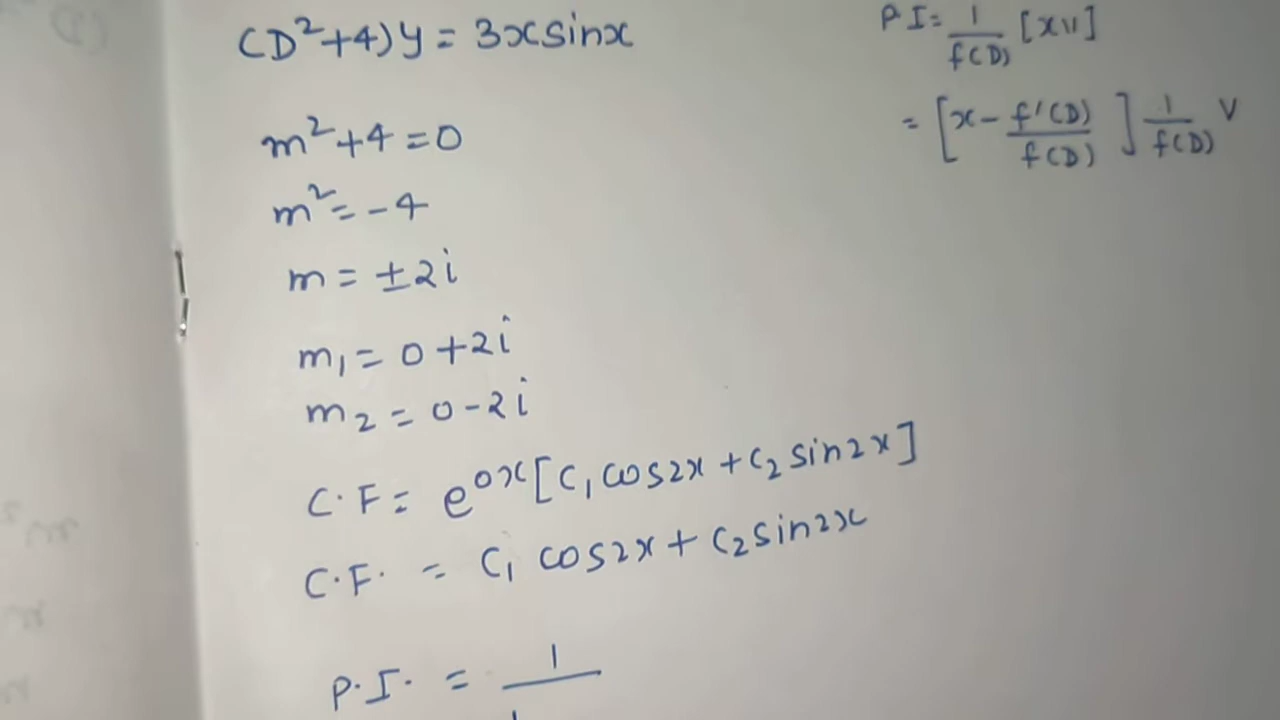 (D²+4)y = 3x sinx
m²+4 = 0
m² = -4
m = ±2i
m₁ = 0+2i
m₂ = 0-2i
C.F = e^{0x}[C₁ cos2x + C₂ sin2x]
C.F. = C₁ cos2x + C₂ sin2x
P.I. = 1/
P I = 1/f(D) [xv]
= [x - f'(D)/f(D)] 1/f(D) V